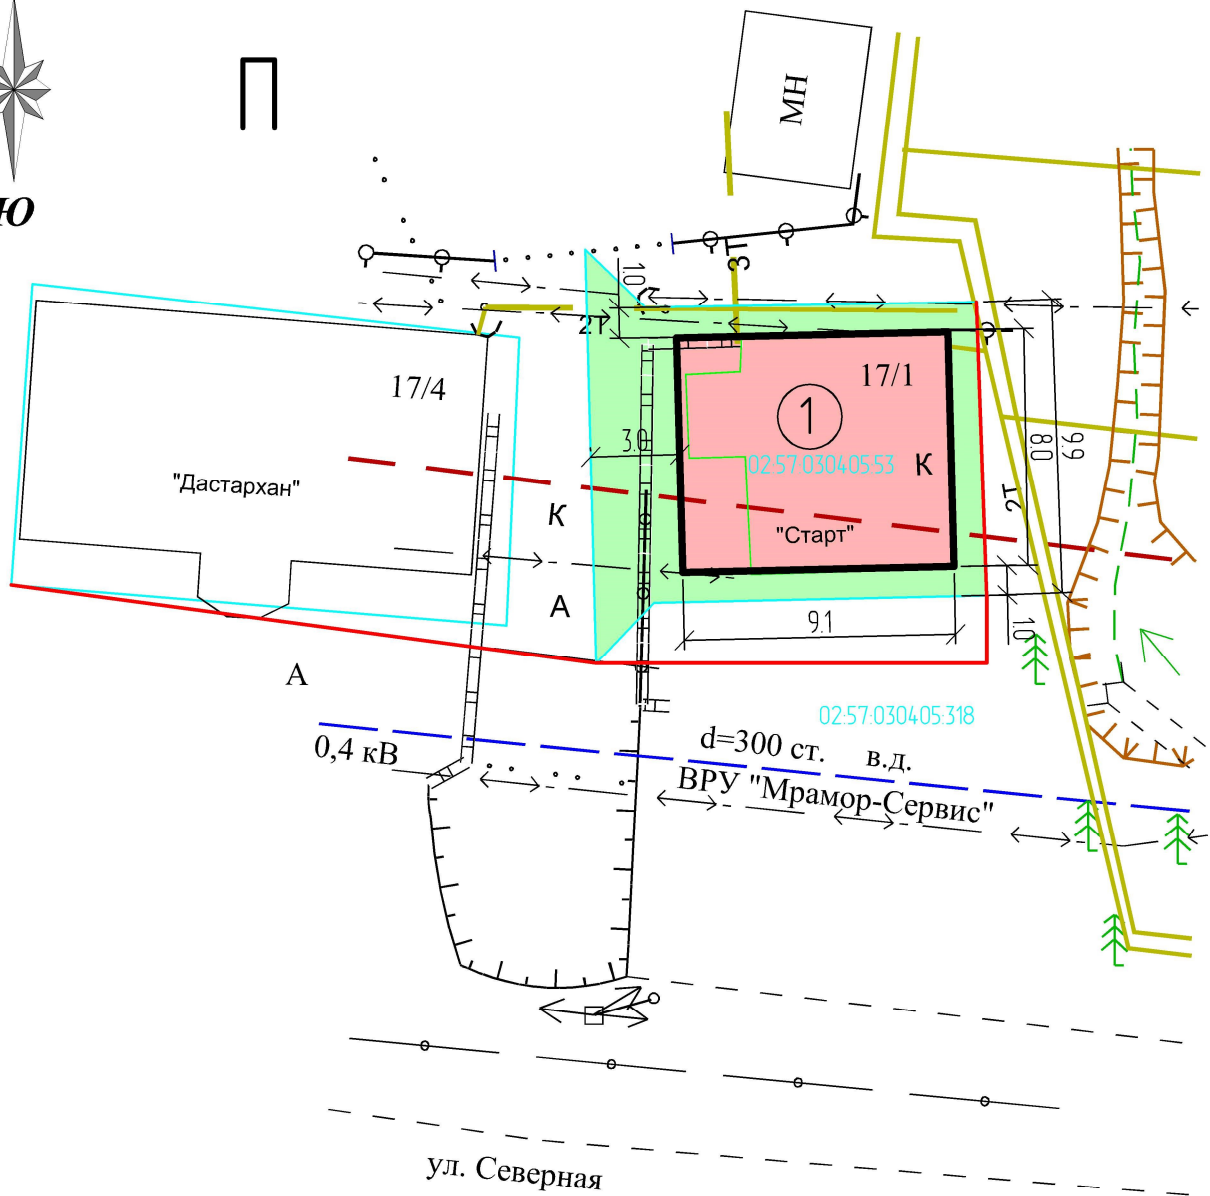 П
МН
Ю
3Т
1.0
2Т
17/4
17/1
1
3.0
9.9
8.0
02:57:030405:53
К
"Дастархан"
2Т
К
"Старт"
А
9.1
1.0
А
02:57:030405:318
0,4 кВ
d=300 ст. в.д.
ВРУ "Мрамор-Сервис"
ул. Северная